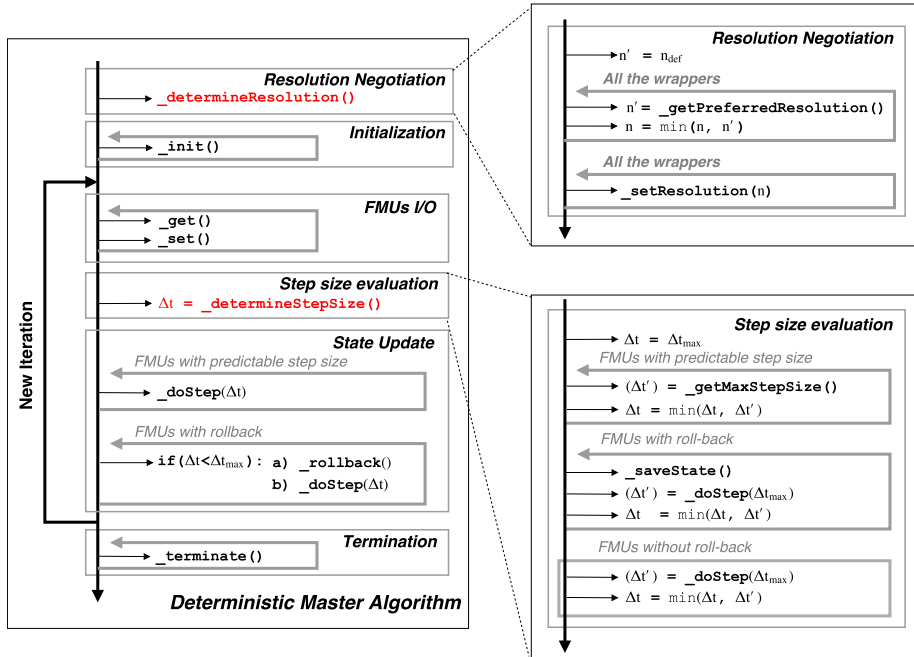 Resolution Negotiation
_determineResolution()
Initialization
_init()
FMUs I/O
_get()
_set()
Step size evaluation
Δt = _determineStepSize()
State Update
FMUs with predictable step size
_doStep(Δt)
FMUs with rollback
if(Δt<Δtmax): a) _rollback()
b) _doStep(Δt)
Termination
_terminate()
Deterministic Master Algorithm
New Iteration
Resolution Negotiation
n′ = ndef
All the wrappers
n′= _getPreferredResolution()
n = min(n, n′)
All the wrappers
_setResolution(n)
Step size evaluation
Δt = Δtmax
FMUs with predictable step size
(Δt′) = _getMaxStepSize()
Δt = min(Δt, Δt′)
FMUs with roll-back
_saveState()
(Δt′) = _doStep(Δtmax)
Δt = min(Δt, Δt′)
FMUs without roll-back
(Δt′) = _doStep(Δtmax)
Δt = min(Δt, Δt′)